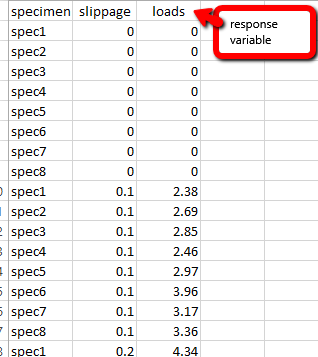 specimen slippage loads
response
variable
spec1 0 0
spec2 0 0
spec3 0 0
spec4 0 0
spec5 0 0
spec6 0 0
spec7 0 0
spec8 0 0
spec1 0.1 2.38
spec2 0.1 2.69
spec3 0.1 2.85
spec4 0.1 2.46
spec5 0.1 2.97
spec6 0.1 3.96
spec7 0.1 3.17
spec8 0.1 3.36
spec1 0.2 4.34